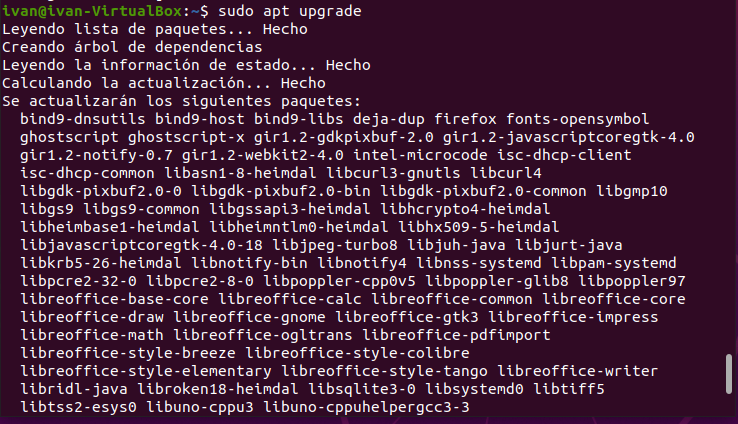 ivan@ivan-VirtualBox:~$ sudo apt upgrade
Leyendo lista de paquetes... Hecho
Creando árbol de dependencias
Leyendo la información de estado... Hecho
Calculando la actualización... Hecho
Se actualizarán los siguientes paquetes:
bind9-dnsutils bind9-host bind9-libs deja-dup firefox fonts-opensymbol
ghostscript ghostscript-x gir1.2-gdkpixbuf-2.0 gir1.2-javascriptcoregtk-4.0
gir1.2-notify-0.7 gir1.2-webkit2-4.0 intel-microcode isc-dhcp-client
isc-dhcp-common libasn1-8-heimdal libcurl3-gnutls libcurl4
libgdk-pixbuf2.0-0 libgdk-pixbuf2.0-bin libgdk-pixbuf2.0-common libgmp10
libgs9 libgs9-common libgssapi3-heimdal libhcrypto4-heimdal
libheimbase1-heimdal libheimntlm0-heimdal libhx509-5-heimdal
libjavascriptcoregtk-4.0-18 libjpeg-turbo8 libjuh-java libjurt-java
libkrb5-26-heimdal libnotify-bin libnotify4 libnss-systemd libpam-systemd
libpcre2-32-0 libpcre2-8-0 libpoppler-cpp0v5 libpoppler-glib8 libpoppler97
libreoffice-base-core libreoffice-calc libreoffice-common libreoffice-core
libreoffice-draw libreoffice-gnome libreoffice-gtk3 libreoffice-impress
libreoffice-math libreoffice-ogltrans libreoffice-pdfimport
libreoffice-style-breeze libreoffice-style-colibre
libreoffice-style-elementary libreoffice-style-tango libreoffice-writer
libridl-java libroken18-heimdal libsqlite3-0 libsystemd0 libtiff5
libtss2-esys0 libuno-cppu3 libuno-cppuhelpergcc3-3